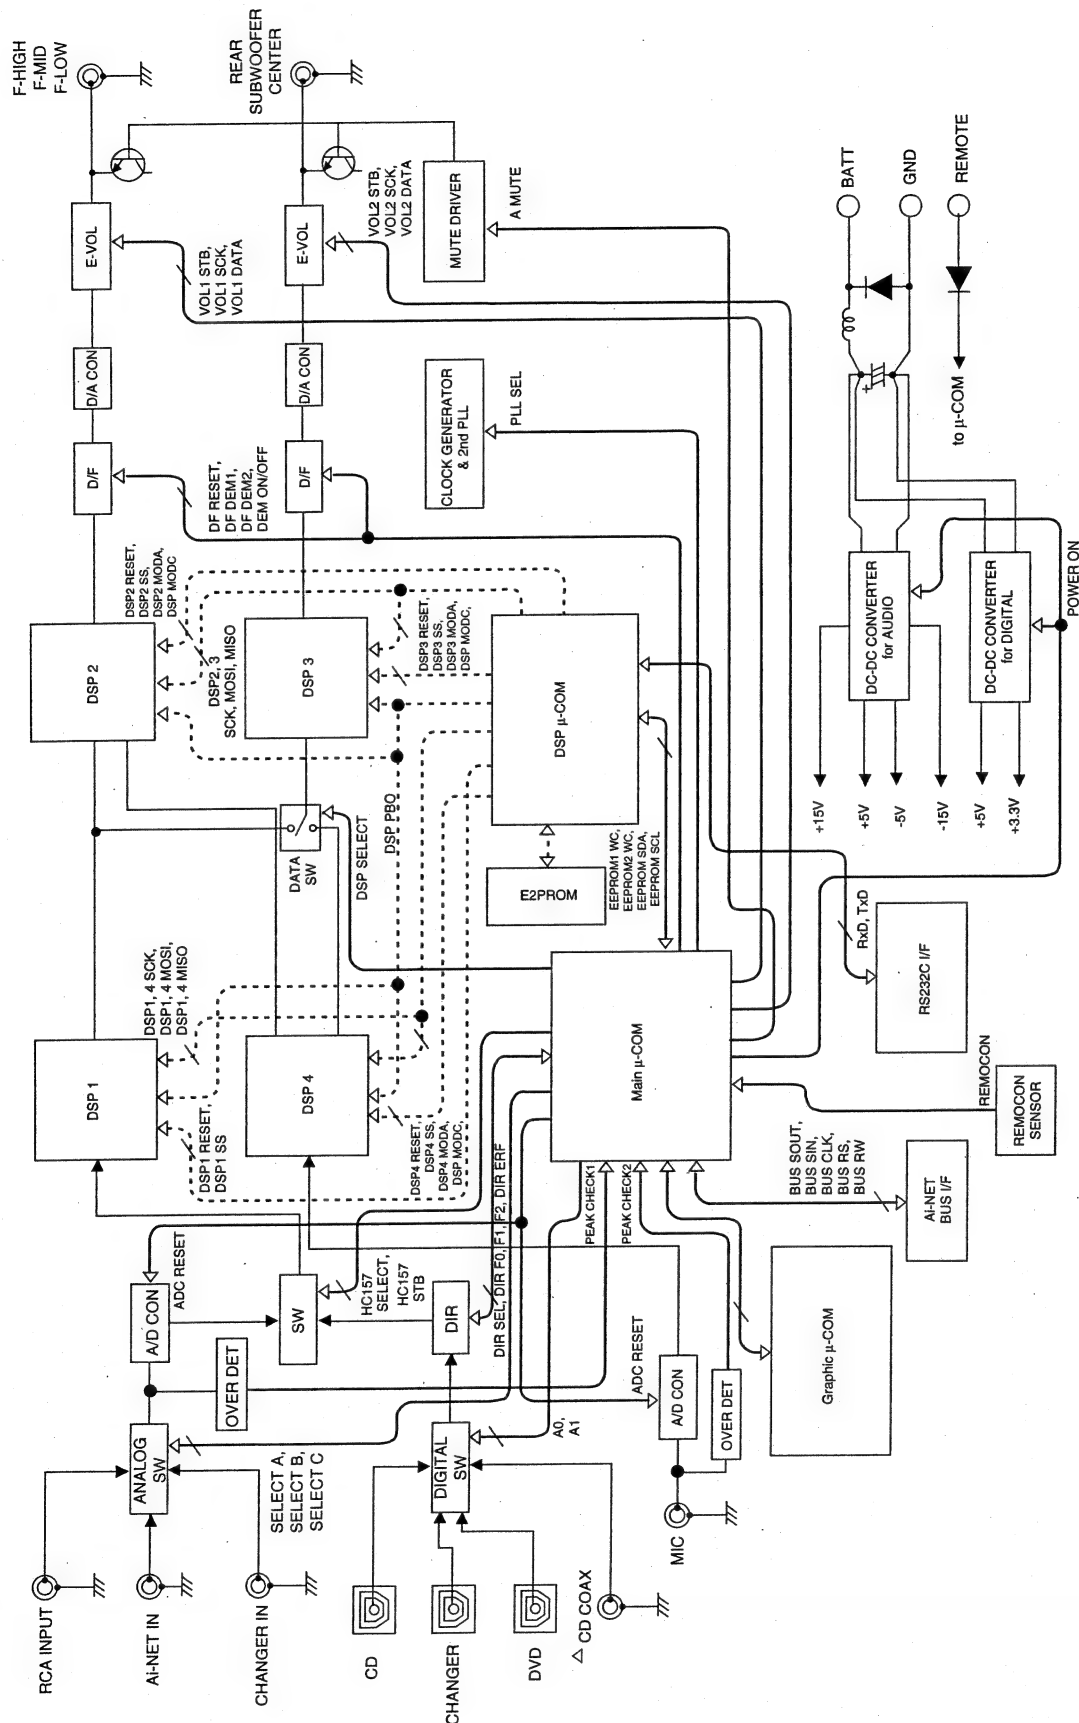 RCA INPUT
Ai-NET IN
CHANGER IN
CD
CHANGER
DVD
△ CD COAX
MIC
ANALOG
SW
SELECT A,
SELECT B,
SELECT C
DIGITAL
SW
A0,
A1
A/D CON
ADC RESET
OVER DET
SW
HC157
SELECT,
HC157
STB
DIR
DIR SEL, DIR F0, F1, F2, DIR ERF
ADC RESET
A/D CON
OVER DET
PEAK CHECK1
PEAK CHECK2
Graphic μ-COM
DSP 1
DSP1 RESET,
DSP1 SS
DSP1, 4 SCK,
DSP1, 4 MOSI,
DSP1, 4 MISO
DSP 4
DSP4 RESET,
DSP4 SS,
DSP4 MODA,
DSP MODC,
Main μ-COM
BUS SOUT,
BUS SIN,
BUS CLK,
BUS RS,
BUS RW
Ai-NET
BUS I/F
REMOCON
REMOCON
SENSOR
RS232C I/F
RxD, TxD
DATA
SW
DSP SELECT
DSP PBO
E2PROM
EEPROM1 WC,
EEPROM2 WC,
EEPROM SDA,
EEPROM SCL
DSP 2
DSP2 RESET,
DSP2 SS,
DSP2 MODA,
DSP MODC
DSP2, 3
SCK, MOSI, MISO
DSP 3
DSP3 RESET,
DSP3 SS,
DSP3 MODA,
DSP MODC,
DSP μ-COM
D/F
DF RESET,
DF DEM1,
DF DEM2,
DEM ON/OFF
D/F
CLOCK GENERATOR
& 2nd PLL
PLL SEL
D/A CON
D/A CON
E-VOL
VOL1 STB,
VOL1 SCK,
VOL1 DATA
E-VOL
VOL2 STB,
VOL2 SCK,
VOL2 DATA
MUTE DRIVER
A MUTE
F-HIGH
F-MID
F-LOW
REAR
SUBWOOFER
CENTER
BATT
GND
REMOTE
to μ-COM
+
DC-DC CONVERTER
for AUDIO
DC-DC CONVERTER
for DIGITAL
POWER ON
+15V
+5V
-5V
-15V
+5V
+3.3V